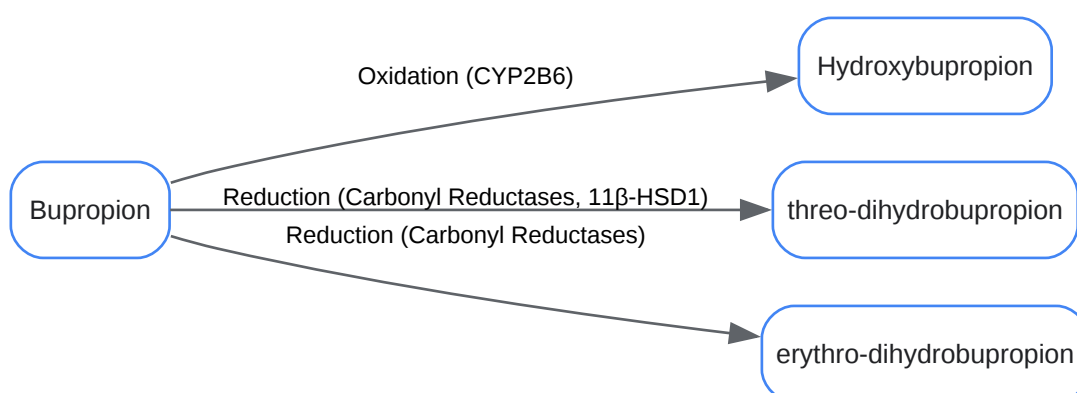 Oxidation (CYP2B6)
Hydroxybupropion
Bupropion
Reduction (Carbonyl Reductases, 11β-HSD1)
threo-dihydrobupropion
Reduction (Carbonyl Reductases)
erythro-dihydrobupropion